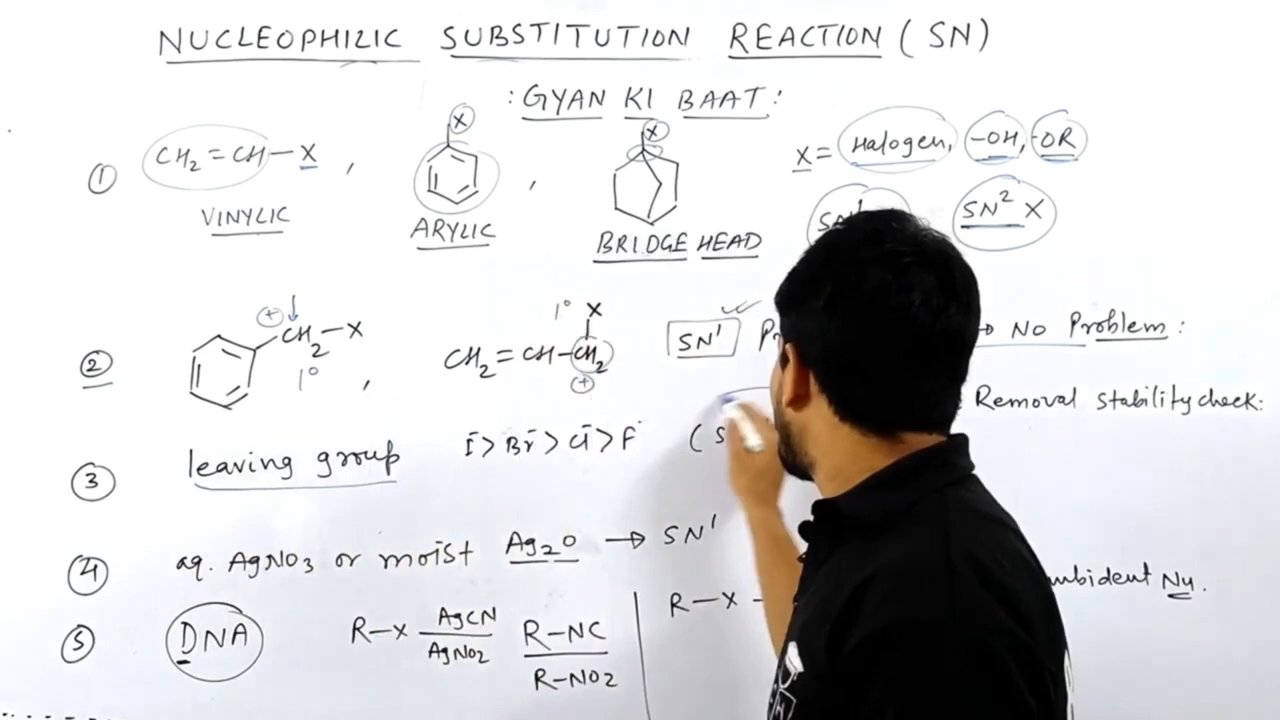 NUCLEOPHILIC SUBSTITUTION REACTION (SN)
: GYAN KI BAAT :
① CH₂=CH—X , X , X X = Halogen, -OH, -OR
VINYLIC ARYLIC BRIDGE HEAD SN¹ SN² X
② ⊕ CH₂—X 1° , CH₂=CH—CH₂ X 1° ⊕ SN¹ → No Problem :
Removal stability check :
③ leaving group I⁻ > Br⁻ > Cl⁻ > F⁻ (S
④ aq. AgNO₃ or moist Ag₂O → SN¹
⑤ DNA R—X AgCN AgNO₂ R—NC R—NO₂ R—X — Nu.